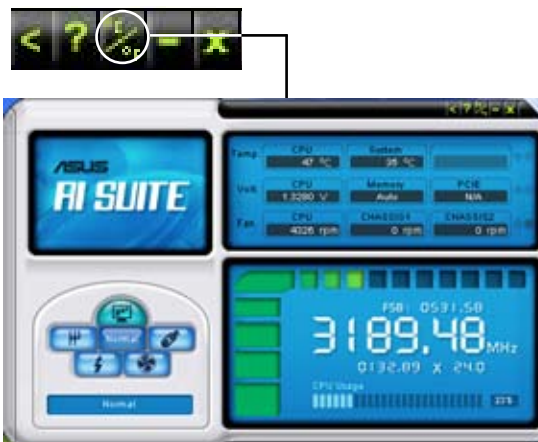 < ? °C/°F - x
< ? °C/°F - x
ASUS
AI SUITE
Temp. CPU System
47 °C 35 °C
Volt. CPU Memory PCIE
1.3280 V Auto N/A
Fan CPU CHASSIS1 CHASSIS2
4026 rpm 0 rpm 0 rpm
FSB: 0531.58
3189.48 MHz
0132.89 x 24.0
CPU Usage
Normal
Normal